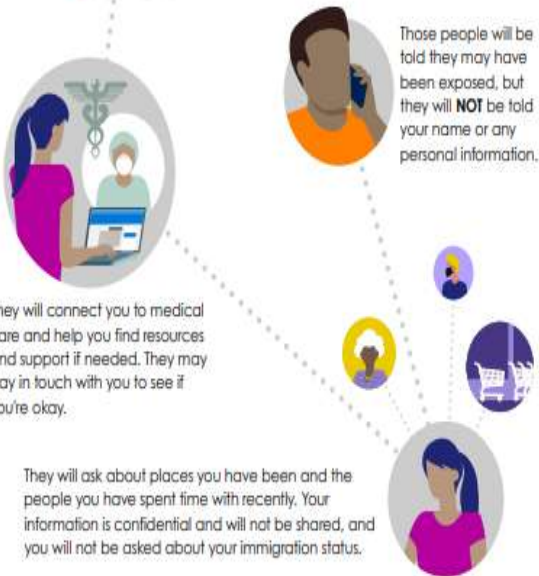 Those people will be
told they may have
been exposed, but
they will NOT be told
your name or any
personal information.
hey will connect you to medical
are and help you find resources
nd support if needed. They may
ay in touch with you to see if
ou're okay.
They will ask about places you have been and the
people you have spent time with recently. Your
information is confidential and will not be shared, and
you will not be asked about your immigration status.